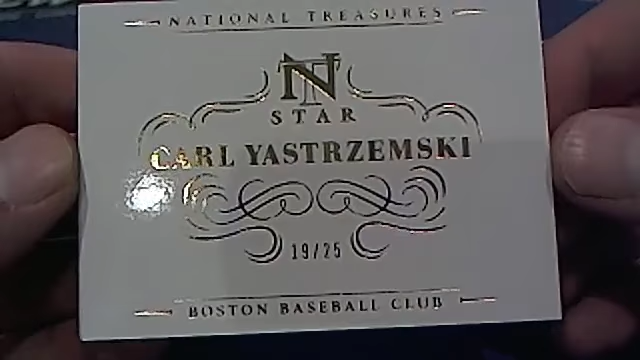 NATIONAL TREASURES
NT
STAR
CARL YASTRZEMSKI
19/25
BOSTON BASEBALL CLUB